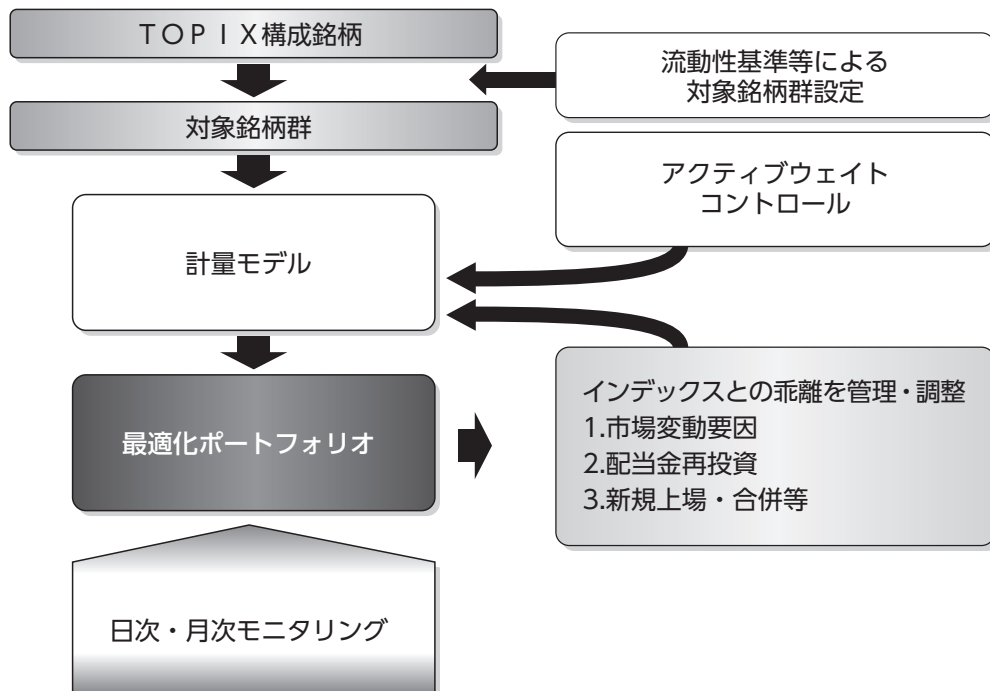 TOPIX構成銘柄
流動性基準等による
対象銘柄群設定
対象銘柄群
アクティブウェイト
コントロール
計量モデル
最適化ポートフォリオ
インデックスとの乖離を管理・調整
1.市場変動要因
2.配当金再投資
3.新規上場・合併等
日次・月次モニタリング